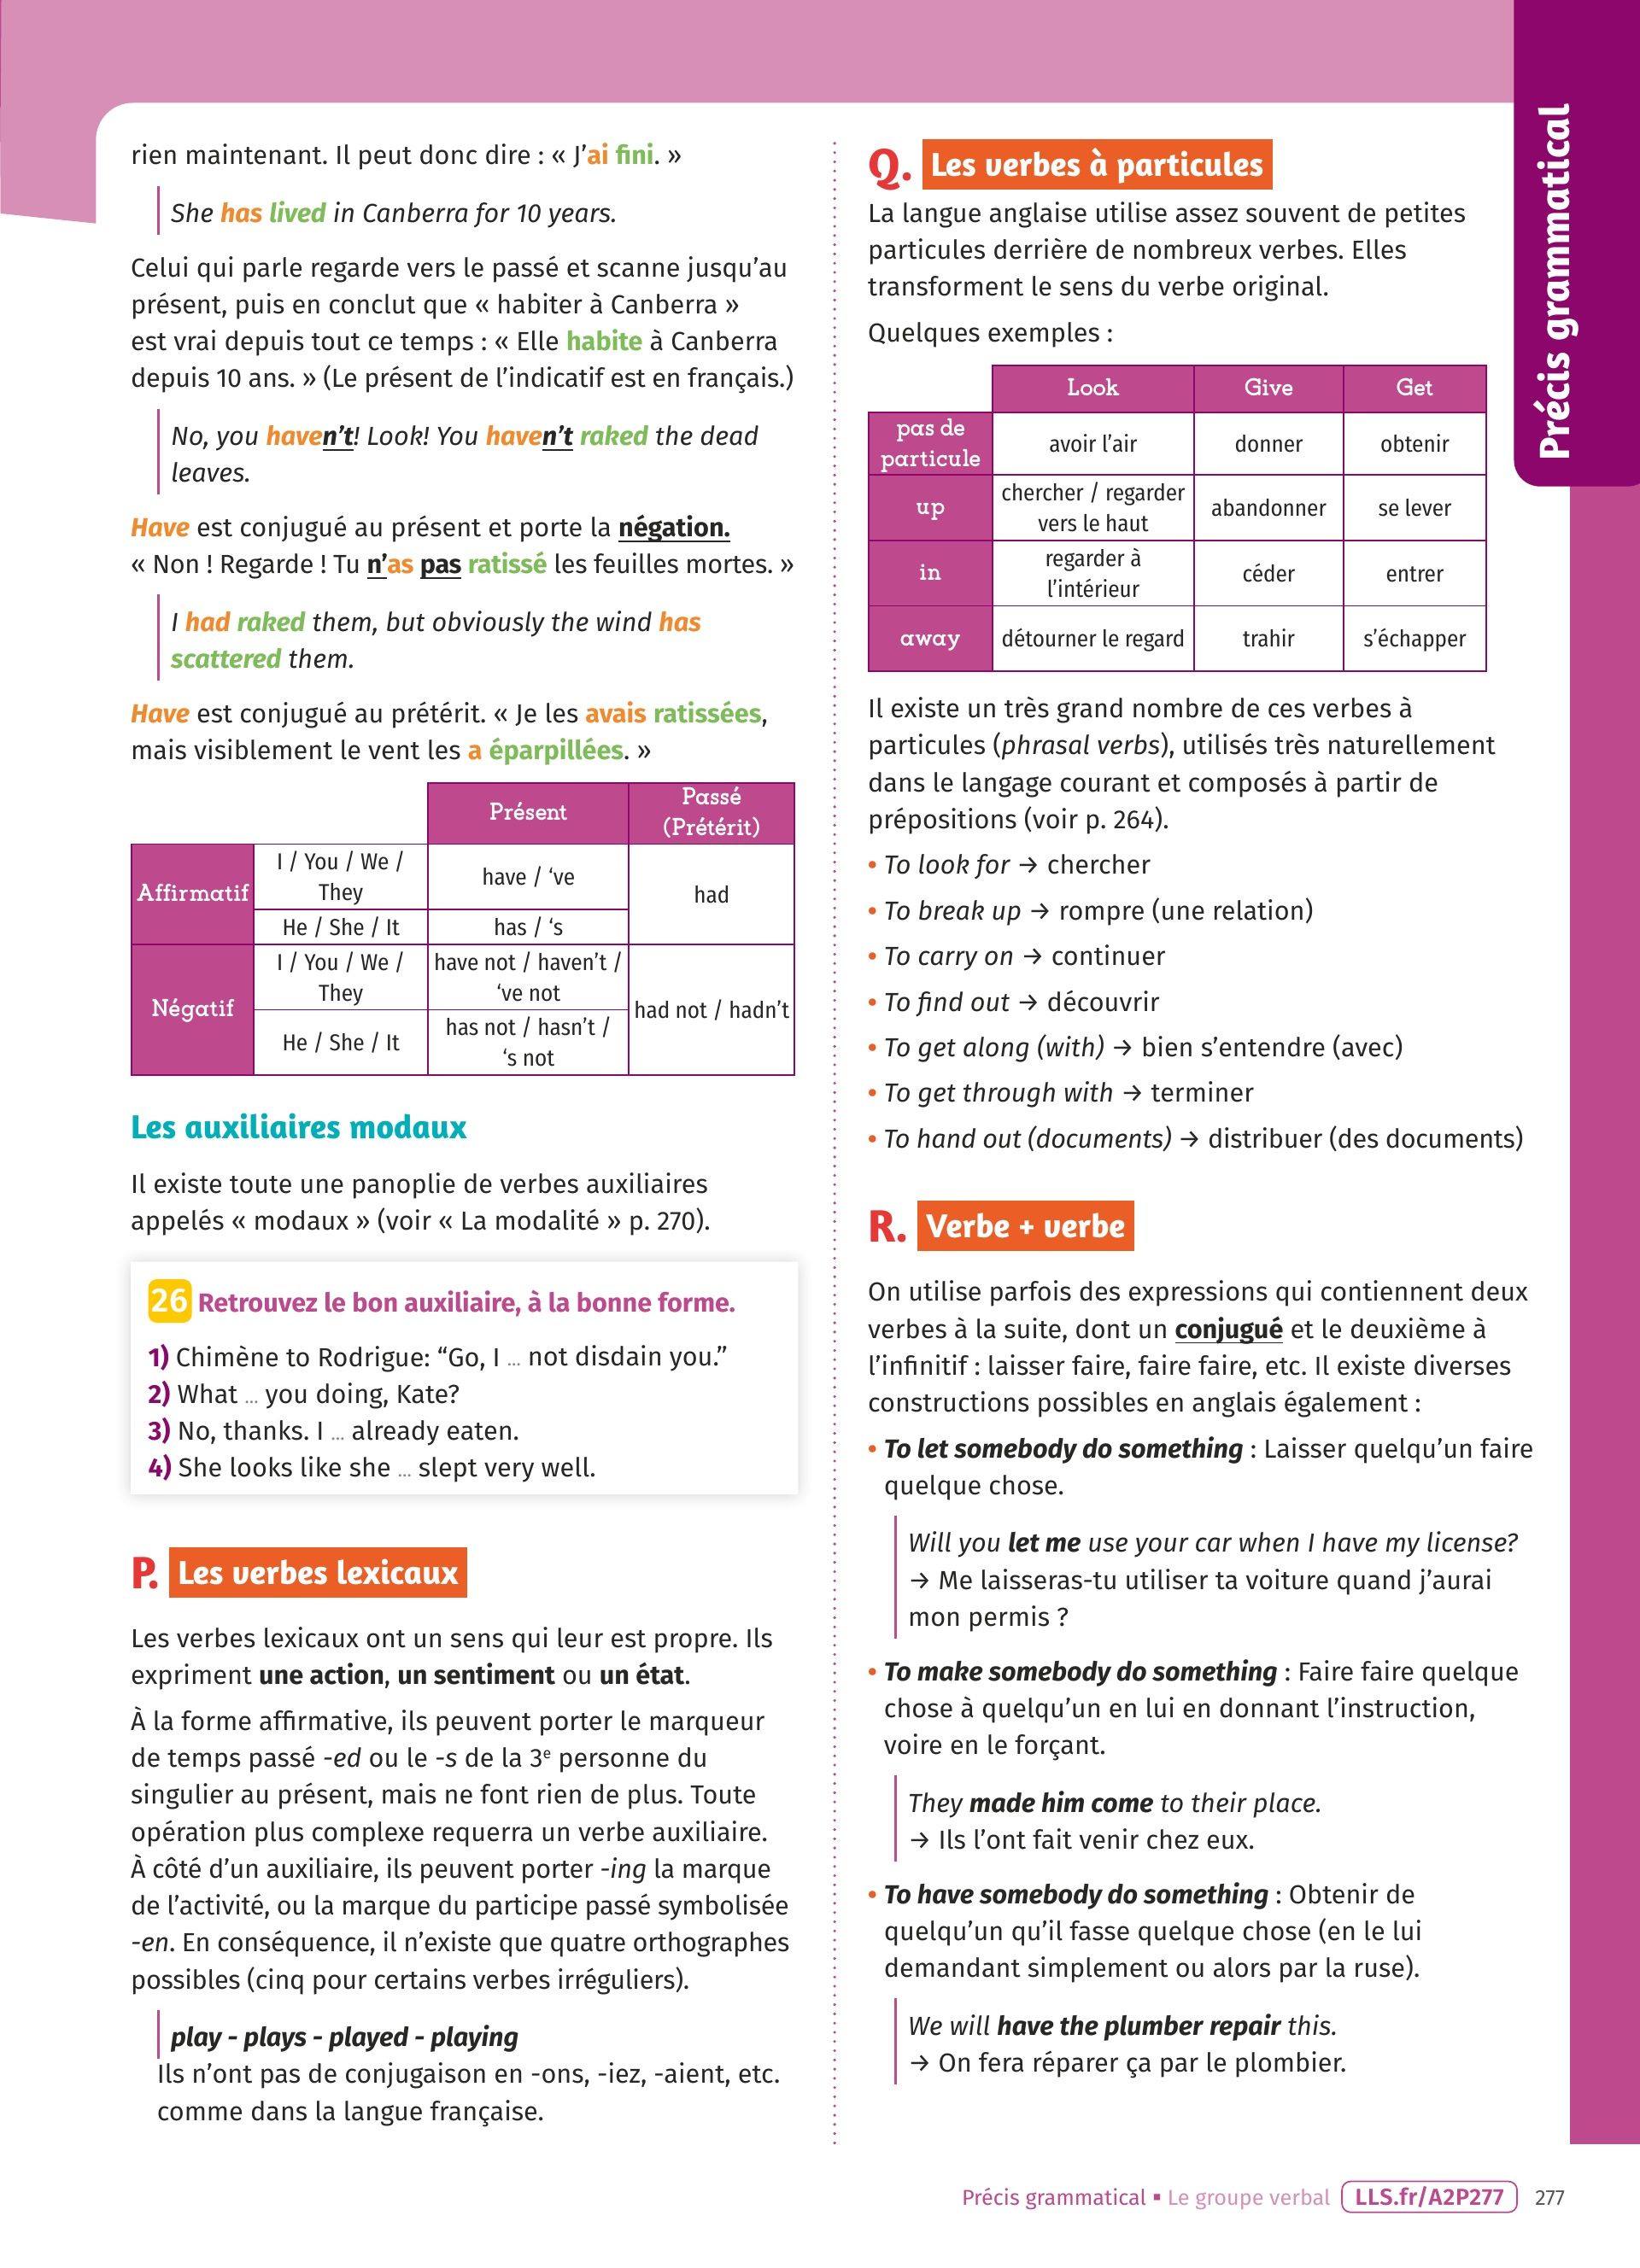 rien maintenant. Il peut donc dire : « J’ai fini. »
She has lived in Canberra for 10 years.
Celui qui parle regarde vers le passé et scanne jusqu’au
présent, puis en conclut que « habiter à Canberra »
est vrai depuis tout ce temps : « Elle habite à Canberra
depuis 10 ans. » (Le présent de l’indicatif est en français.)
No, you haven’t! Look! You haven’t raked the dead
leaves.
Have est conjugué au présent et porte la négation.
« Non ! Regarde ! Tu n’as pas ratissé les feuilles mortes. »
I had raked them, but obviously the wind has
scattered them.
Have est conjugué au prétérit. « Je les avais ratissées,
mais visiblement le vent les a éparpillées. »
Présent
Passé
(Prétérit)
Affirmatif
I / You / We /
They
have / ‘ve
had
He / She / It
has / ‘s
Négatif
I / You / We /
They
have not / haven’t /
‘ve not
had not / hadn’t
He / She / It
has not / hasn’t /
‘s not
Les auxiliaires modaux
Il existe toute une panoplie de verbes auxiliaires
appelés « modaux » (voir « La modalité » p. 270).
26 Retrouvez le bon auxiliaire, à la bonne forme.
1) Chimène to Rodrigue: “Go, I ... not disdain you.”
2) What ... you doing, Kate?
3) No, thanks. I ... already eaten.
4) She looks like she ... slept very well.
P. Les verbes lexicaux
Les verbes lexicaux ont un sens qui leur est propre. Ils
expriment une action, un sentiment ou un état.
À la forme affirmative, ils peuvent porter le marqueur
de temps passé -ed ou le -s de la 3e personne du
singulier au présent, mais ne font rien de plus. Toute
opération plus complexe requerra un verbe auxiliaire.
À côté d’un auxiliaire, ils peuvent porter -ing la marque
de l’activité, ou la marque du participe passé symbolisée
-en. En conséquence, il n’existe que quatre orthographes
possibles (cinq pour certains verbes irréguliers).
play - plays - played - playing
Ils n’ont pas de conjugaison en -ons, -iez, -aient, etc.
comme dans la langue française.
Q. Les verbes à particules
La langue anglaise utilise assez souvent de petites
particules derrière de nombreux verbes. Elles
transforment le sens du verbe original.
Quelques exemples :
Look
Give
Get
pas de
particule
avoir l’air
donner
obtenir
up
chercher / regarder
vers le haut
abandonner
se lever
in
regarder à
l’intérieur
céder
entrer
away
détourner le regard
trahir
s’échapper
Il existe un très grand nombre de ces verbes à
particules (phrasal verbs), utilisés très naturellement
dans le langage courant et composés à partir de
prépositions (voir p. 264).
• To look for → chercher
• To break up → rompre (une relation)
• To carry on → continuer
• To find out → découvrir
• To get along (with) → bien s’entendre (avec)
• To get through with → terminer
• To hand out (documents) → distribuer (des documents)
R. Verbe + verbe
On utilise parfois des expressions qui contiennent deux
verbes à la suite, dont un conjugué et le deuxième à
l’infinitif : laisser faire, faire faire, etc. Il existe diverses
constructions possibles en anglais également :
• To let somebody do something : Laisser quelqu’un faire
quelque chose.
Will you let me use your car when I have my license?
→ Me laisseras-tu utiliser ta voiture quand j’aurai
mon permis ?
• To make somebody do something : Faire faire quelque
chose à quelqu’un en lui en donnant l’instruction,
voire en le forçant.
They made him come to their place.
→ Ils l’ont fait venir chez eux.
• To have somebody do something : Obtenir de
quelqu’un qu’il fasse quelque chose (en le lui
demandant simplement ou alors par la ruse).
We will have the plumber repair this.
→ On fera réparer ça par le plombier.
Précis grammatical
Précis grammatical ▪ Le groupe verbal LLS.fr/A2P277 277